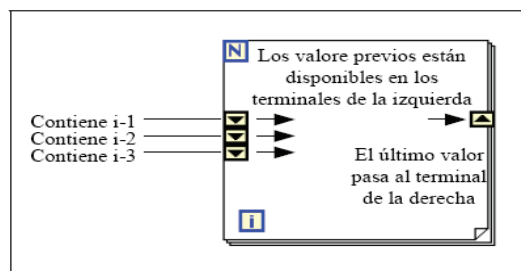 N
Los valore previos están
disponibles en los
terminales de la izquierda
Contiene i-1
Contiene i-2
Contiene i-3
El último valor
pasa al terminal
de la derecha
i